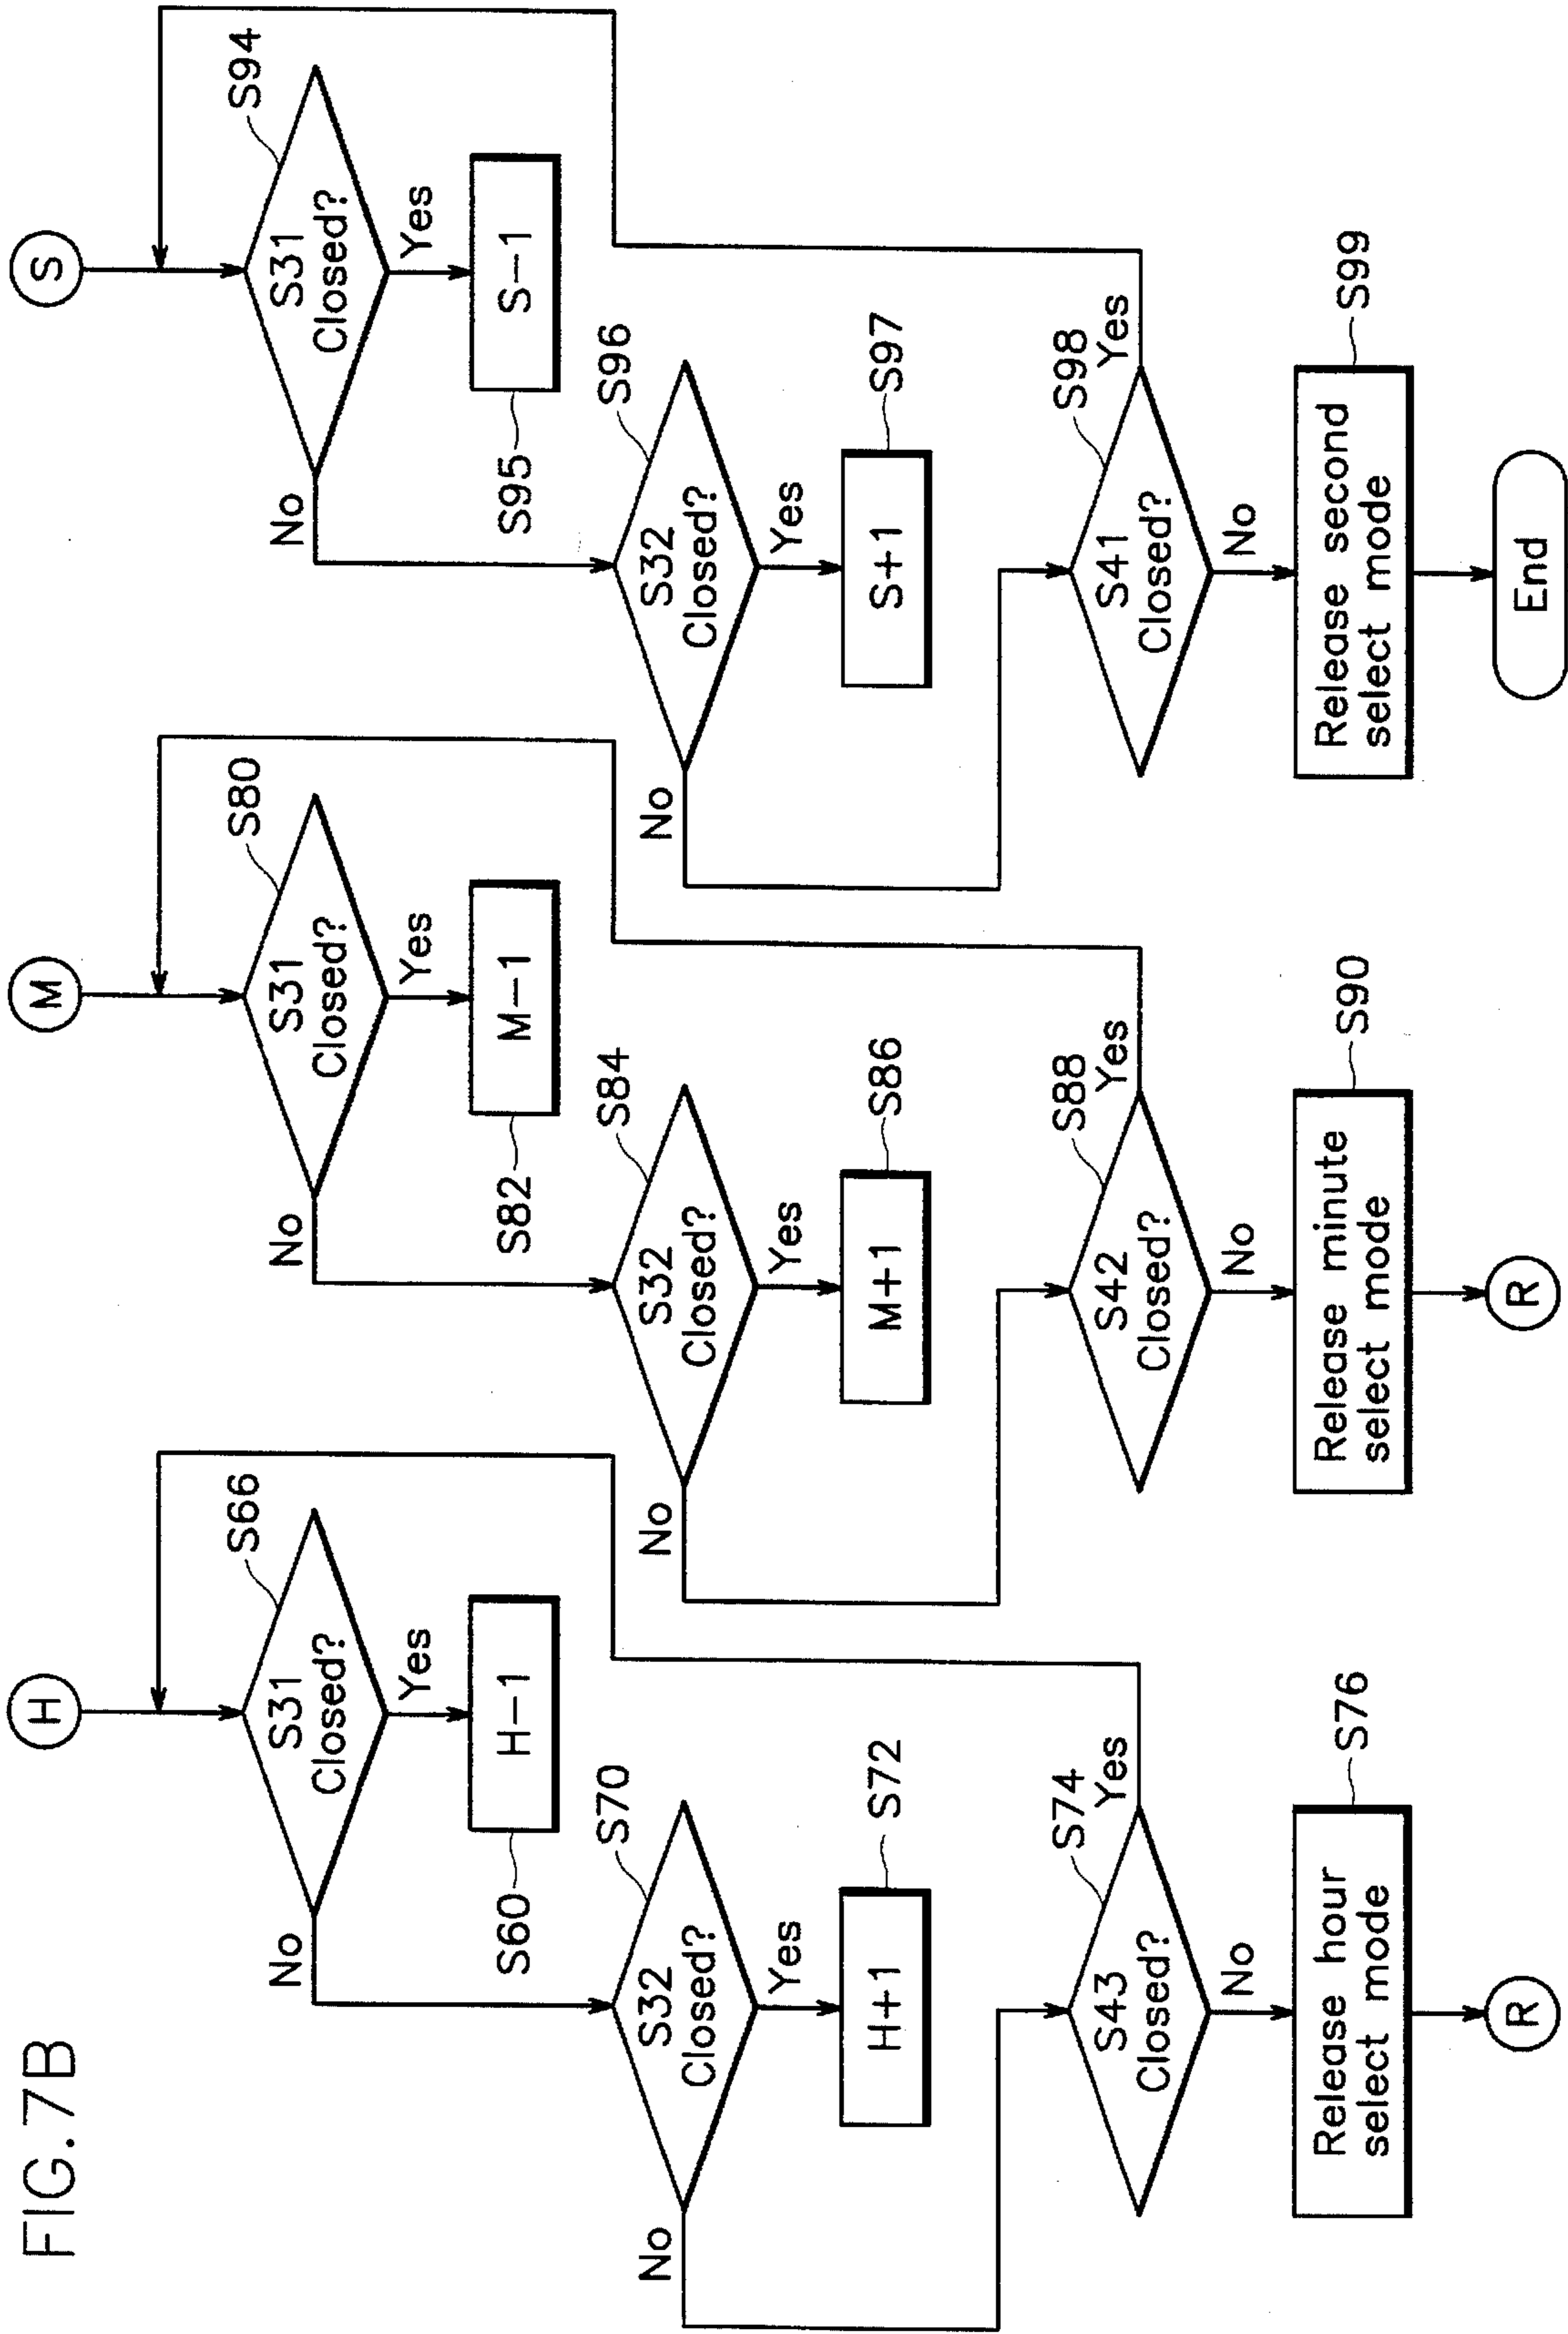 FIG. 7B
H
S66
S31
Closed?
No
Yes
H−1
S60
S70
S32
Closed?
No
Yes
H+1
S72
S74
S43
Closed?
Yes
No
Release hour
select mode
S76
R
M
S80
S31
Closed?
No
Yes
M−1
S82
S84
S32
Closed?
No
Yes
M+1
S86
S88
S42
Closed?
Yes
No
Release minute
select mode
S90
R
S
S94
S31
Closed?
No
Yes
S−1
S95
S96
S32
Closed?
No
Yes
S+1
S97
S98
S41
Closed?
Yes
No
Release second
select mode
S99
End